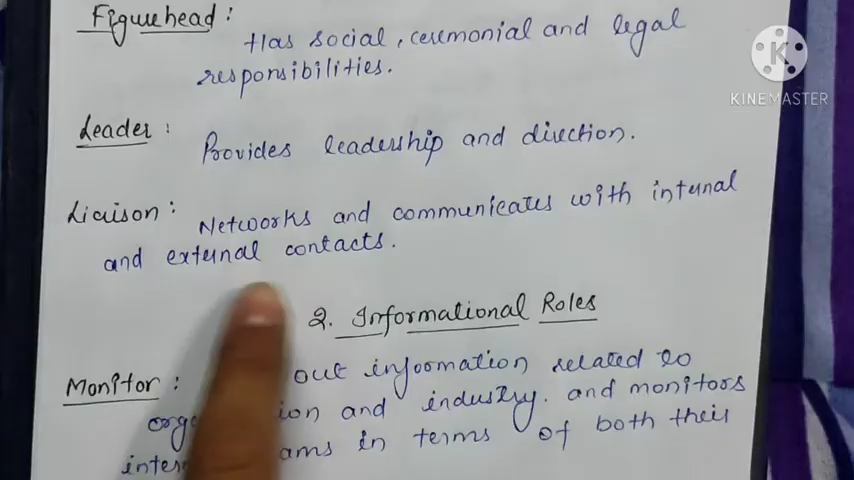 Figurehead:
Has social, ceremonial and legal
responsibilities.
K
KINEMASTER
Leader:
Provides leadership and direction.
Liaison:
Networks and communicates with internal
and external contacts.
2. Informational Roles
Monitor: out information related to
and industry. and monitors
in terms of both their